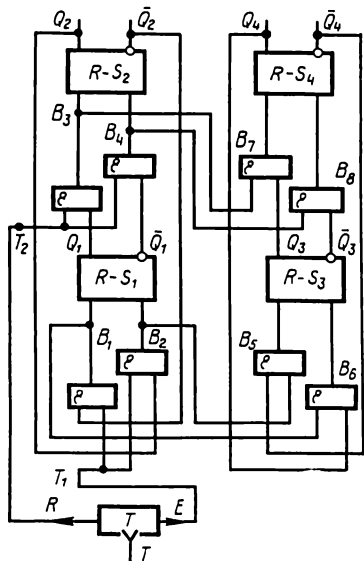 Q₂ Q̄₂ Q₄ Q̄₄
R-S₂ R-S₄
B₃ B₄ B₇ B₈
е е е е
T₂ Q₁ Q̄₁ Q₃ Q̄₃
R-S₁ R-S₃
B₁ B₂ B₅ B₆
е е е е
T₁
R T E
T